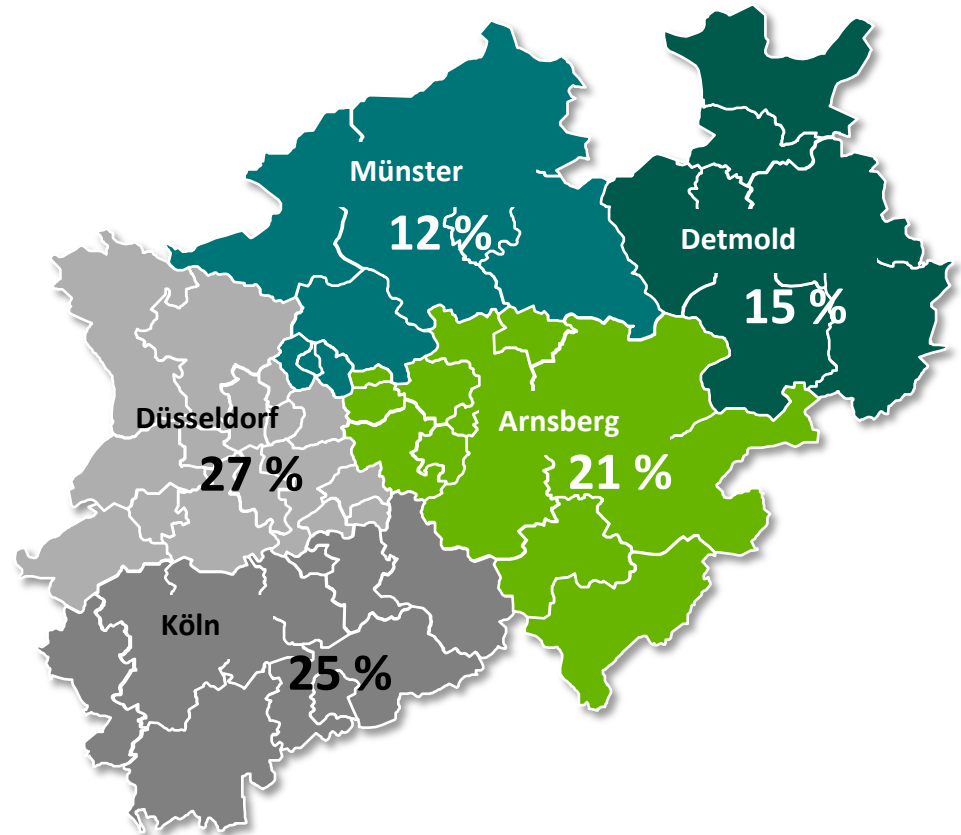 Münster
12 %
Detmold
15 %
Düsseldorf
27 %
Arnsberg
21 %
Köln
25 %